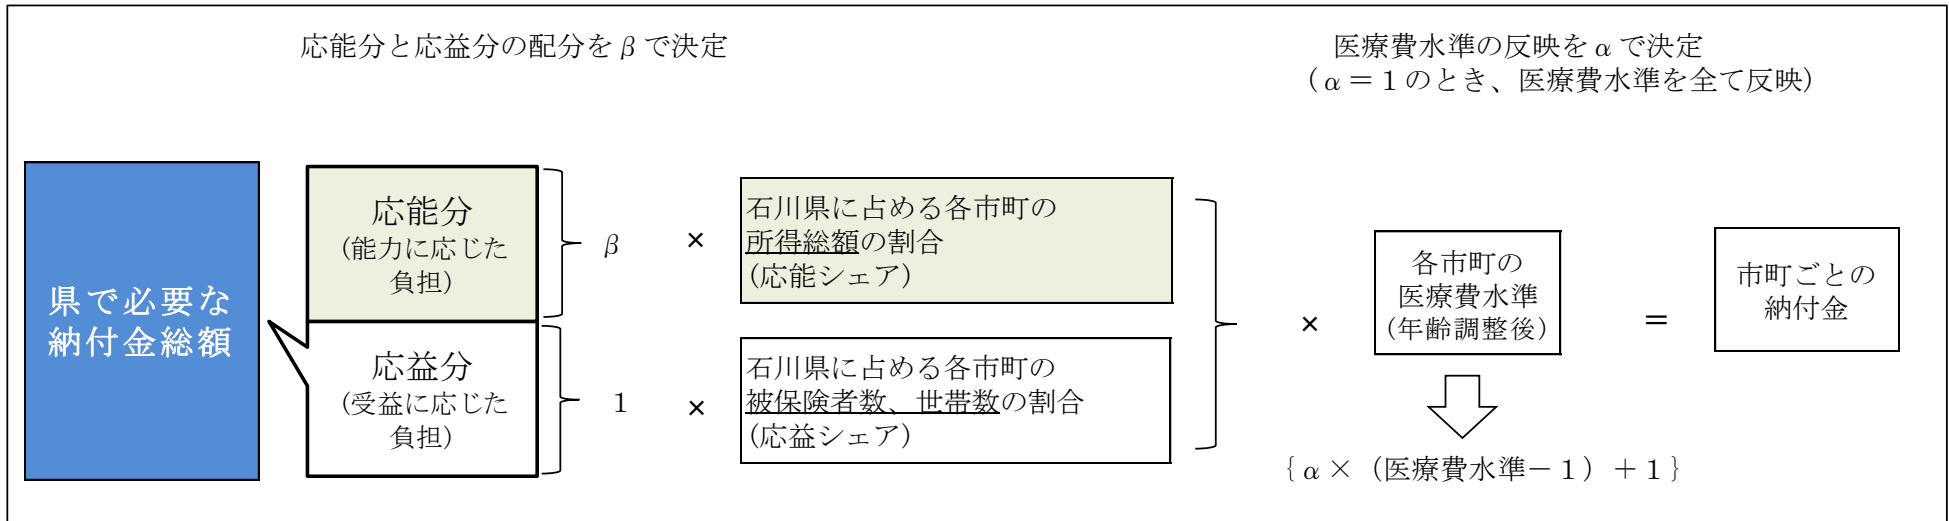 応能分と応益分の配分をβで決定
医療費水準の反映をαで決定
（α＝１のとき、医療費水準を全て反映）
県で必要な
納付金総額
応能分
（能力に応じた
負担）
β
×
石川県に占める各市町の
所得総額の割合
（応能シェア）
応益分
（受益に応じた
負担）
1
×
石川県に占める各市町の
被保険者数、世帯数の割合
（応益シェア）
×
各市町の
医療費水準
（年齢調整後）
＝
市町ごとの
納付金
｛α×（医療費水準－１）＋１｝